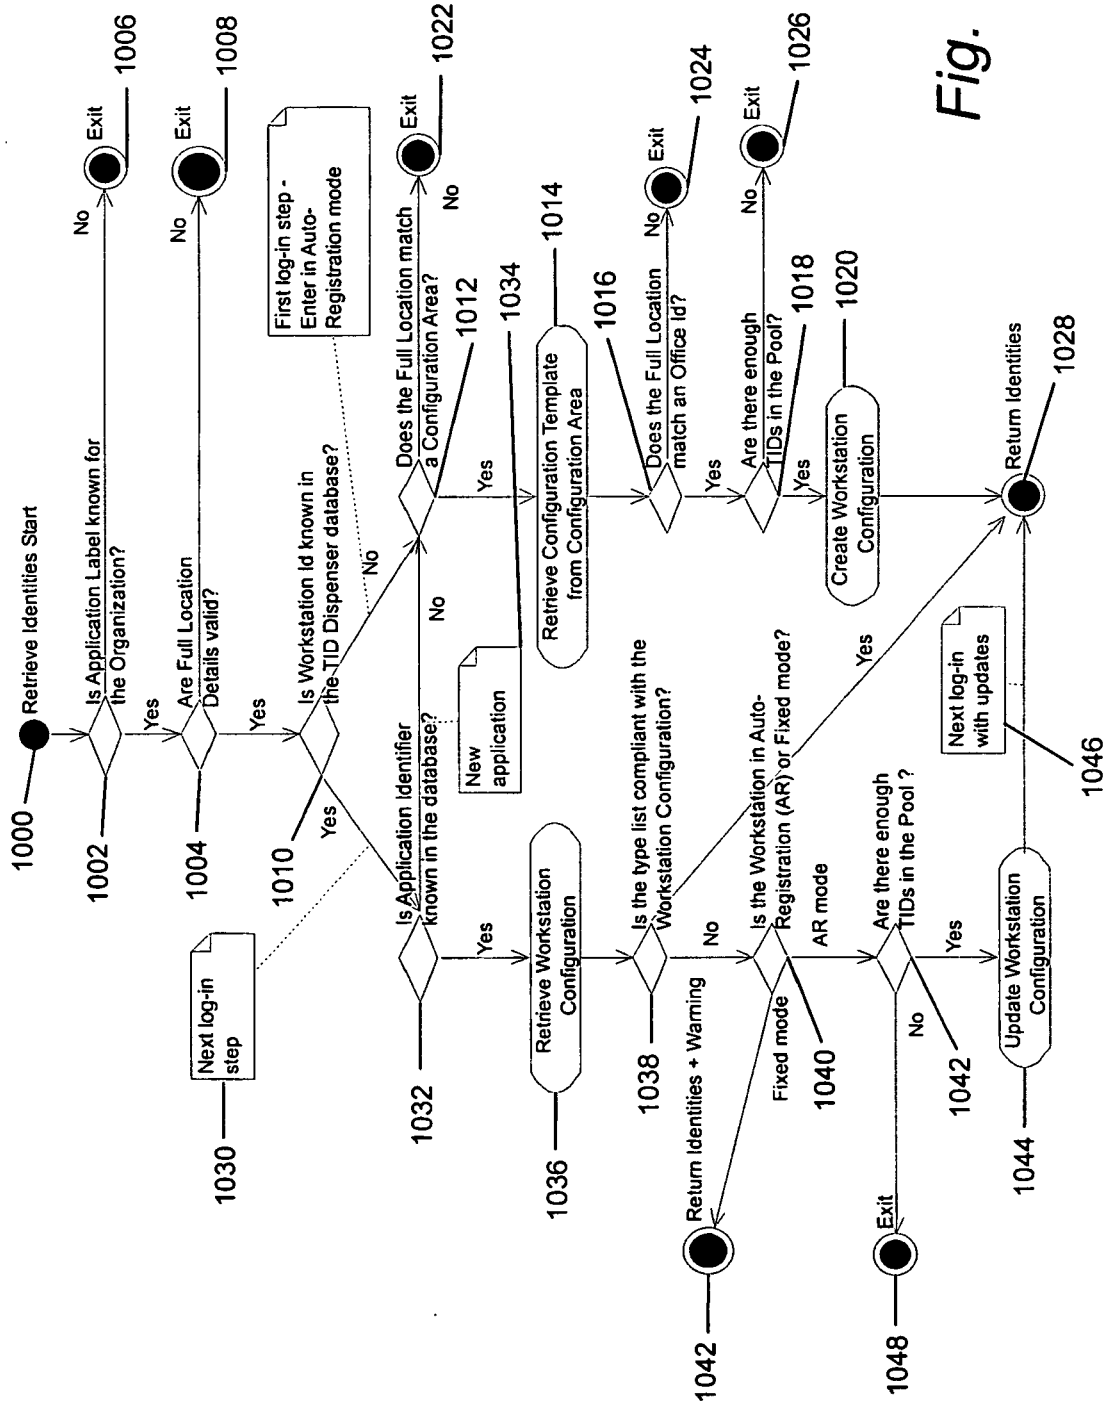 Retrieve Identities Start
1000
Is Application Label known for
the Organization?
1002
No
Exit
1006
Yes
Are Full Location
Details valid?
1004
No
Exit
1008
Yes
Is Workstation Id known in
the TID Dispenser database?
1010
First log-in step -
Enter in Auto-
Registration mode
Next log-in
step
1030
Yes
No
Is Application Identifier
known in the database?
1032
No
New
application
1034
Does the Full Location match
a Configuration Area?
1012
No
Exit
1022
Yes
Yes
Retrieve Workstation
Configuration
1036
Retrieve Configuration Template
from Configuration Area
1014
Is the type list compliant with the
Workstation Configuration?
1038
Yes
No
Does the Full Location
match an Office Id?
1016
No
Exit
1024
Yes
Return Identities + Warning
1042
Fixed mode
Is the Workstation in Auto-
Registration (AR) or Fixed mode?
1040
AR mode
Are there enough
TIDs in the Pool?
1018
No
Exit
1026
Yes
Create Workstation
Configuration
1020
Exit
1048
No
Are there enough
TIDs in the Pool ?
1042
Yes
Update Workstation
Configuration
1044
Next log-in
with updates
1046
Return Identities
1028
Fig.